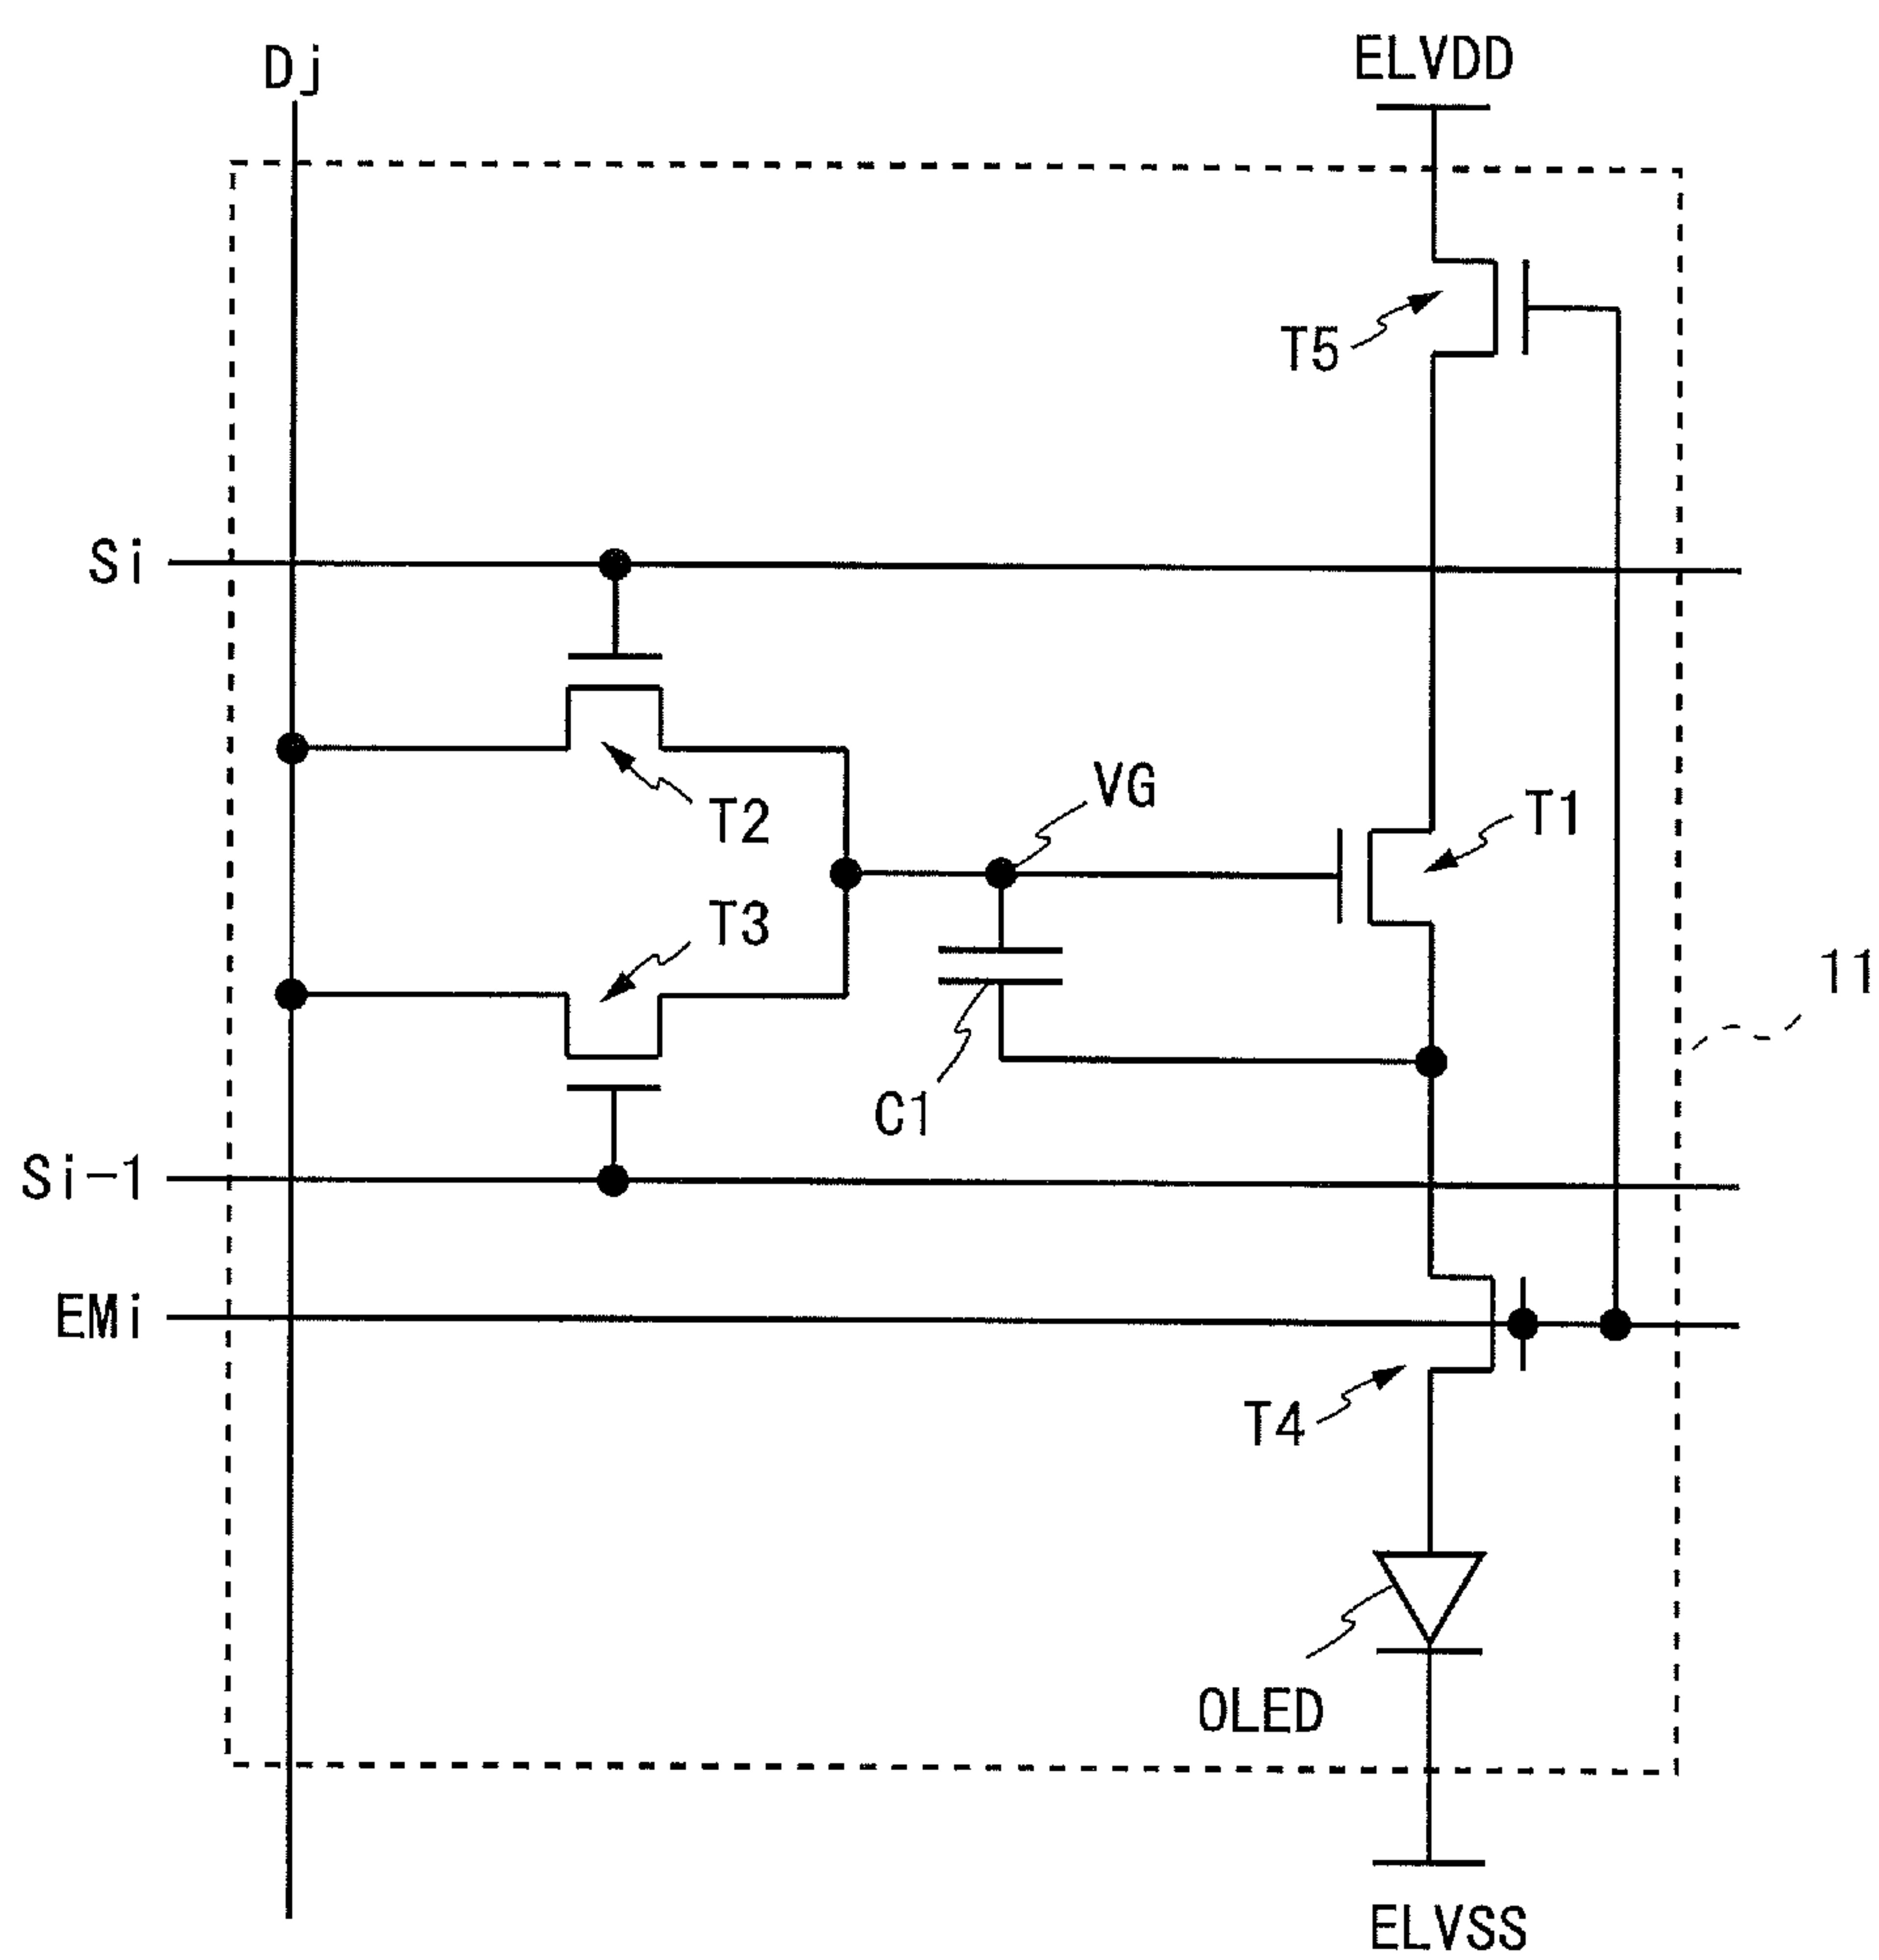 Dj
ELVDD
T5
Si
T2
VG
T1
T3
11
C1
Si-1
EMi
T4
OLED
ELVSS